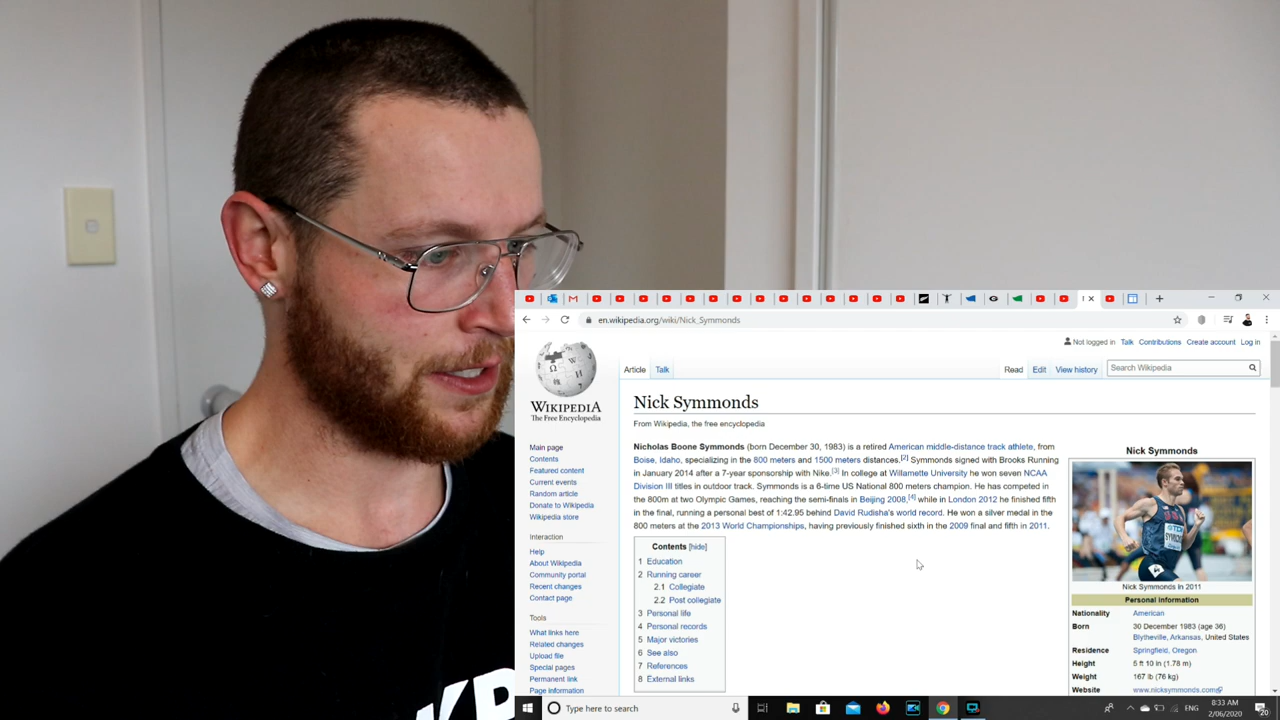 en.wikipedia.org/wiki/Nick_Symmonds
Not logged in Talk Contributions Create account Log in
Article Talk
Read Edit View history
Search Wikipedia
WIKIPEDIA
The Free Encyclopedia
Main page
Contents
Featured content
Current events
Random article
Donate to Wikipedia
Wikipedia store
Interaction
Help
About Wikipedia
Community portal
Recent changes
Contact page
Tools
What links here
Related changes
Upload file
Special pages
Permanent link
Page information
Nick Symmonds
From Wikipedia, the free encyclopedia
Nicholas Boone Symmonds (born December 30, 1983) is a retired American middle-distance track athlete, from
Boise, Idaho, specializing in the 800 meters and 1500 meters distances.[2] Symmonds signed with Brooks Running
in January 2014 after a 7-year sponsorship with Nike.[3] In college at Willamette University he won seven NCAA
Division III titles in outdoor track. Symmonds is a 6-time US National 800 meters champion. He has competed in
the 800m at two Olympic Games, reaching the semi-finals in Beijing 2008,[4] while in London 2012 he finished fifth
in the final, running a personal best of 1:42.95 behind David Rudisha's world record. He won a silver medal in the
800 meters at the 2013 World Championships, having previously finished sixth in the 2009 final and fifth in 2011.
Contents [hide]
1 Education
2 Running career
2.1 Collegiate
2.2 Post collegiate
3 Personal life
4 Personal records
5 Major victories
6 See also
7 References
8 External links
Nick Symmonds
Nick Symmonds in 2011
Personal information
Nationality American
Born 30 December 1983 (age 36)
Blytheville, Arkansas, United States
Residence Springfield, Oregon
Height 5 ft 10 in (1.78 m)
Weight 167 lb (76 kg)
Website www.nicksymmonds.com
Type here to search
ENG
8:33 AM
2/06/2020
20